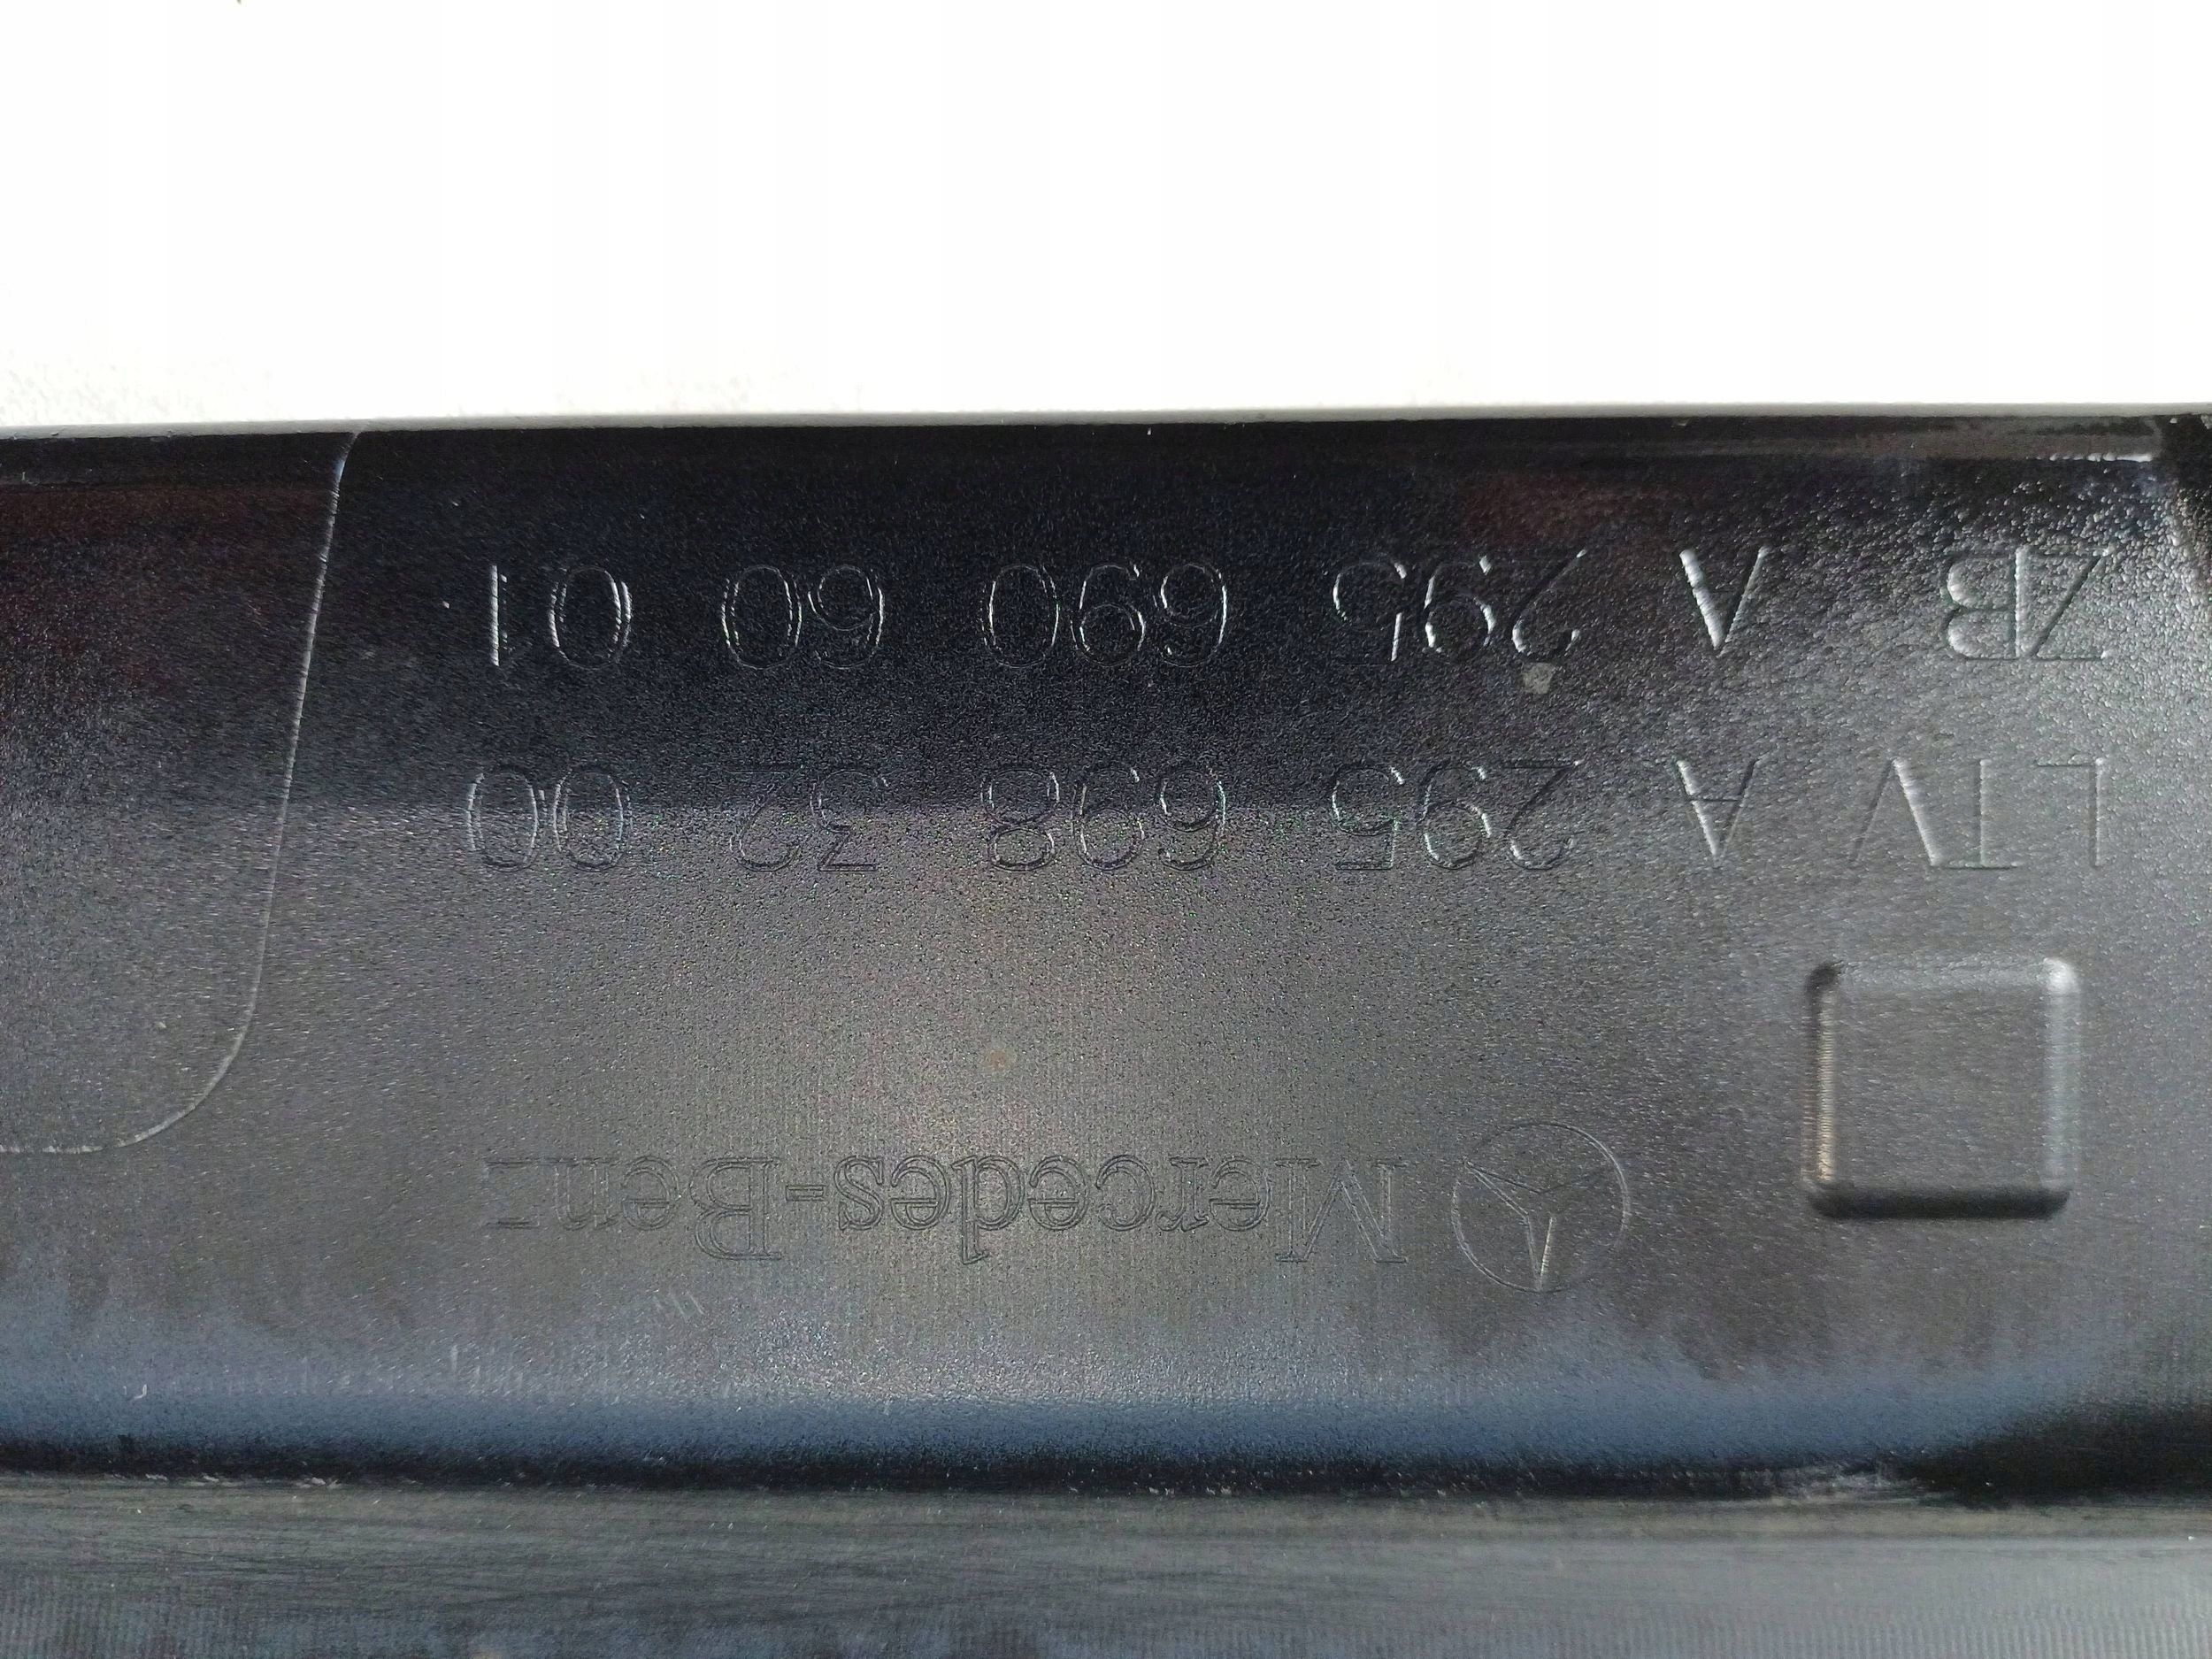 Mercedes-Benz
LTV A 295 698 32 00
ZB A 295 690 60 01